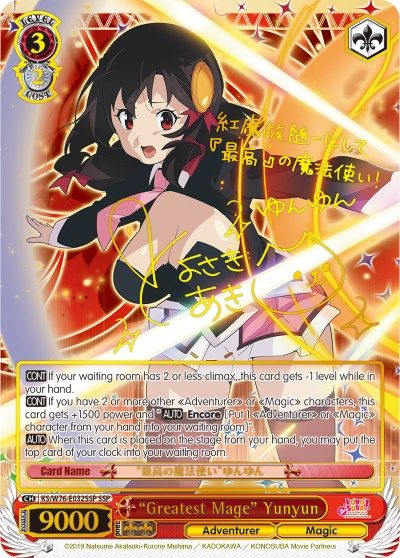 LEVEL
3
2
COST
紅魔族随一にして
『最高』の魔法使い!
ゆんゆん
とよさき
あき
CONT If your waiting room has 2 or less climax, this card gets -1 level while in your hand.
CONT If you have 2 or more other «Adventurer» or «Magic» characters, this card gets +1500 power and "AUTO Encore [Put 1 «Adventurer» or «Magic» character from your hand into your waiting room]".
AUTO When this card is placed on the stage from your hand, you may put the top card of your clock into your waiting room.
Card Name
"最高の魔法使い" ゆんゆん
CH KS/W76-E032SSP SSP
"Greatest Mage" Yunyun
POWER
9000
SOUL
Adventurer
Magic
KONO SUBA!
©2019 Natsume Akatsuki・Kurone Mishima / KADOKAWA / KONOSUBA Movie Partners